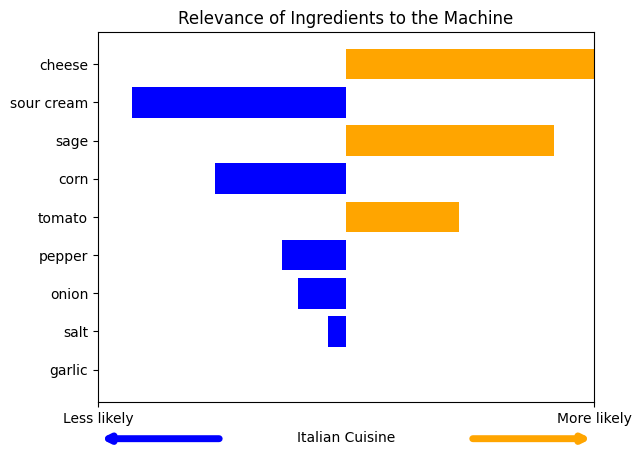 Relevance of Ingredients to the Machine
cheese
sour cream
sage
corn
tomato
pepper
onion
salt
garlic
Less likely
More likely
Italian Cuisine